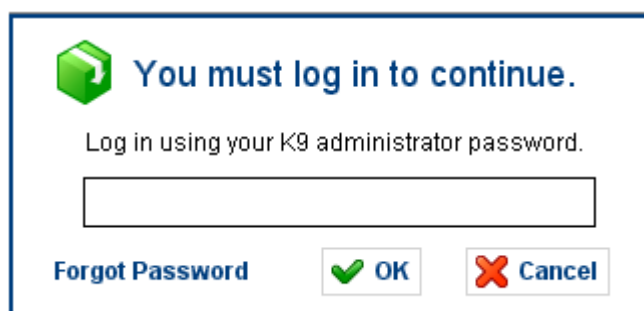 You must log in to continue.
Log in using your K9 administrator password.
Forgot Password OK Cancel